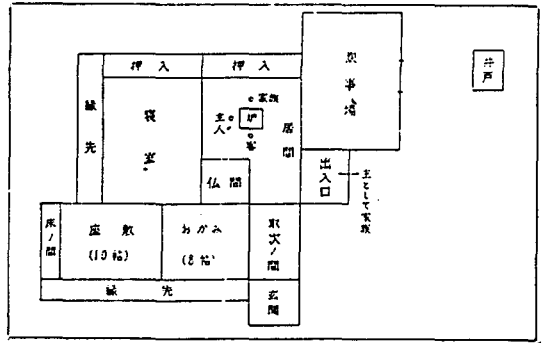 押入
押入
炊事場
井戸
縁先
寝室
家族
主人
炉
客
居間
仏間
出入口
主として家族
床ノ間
座敷
(10帖)
おかみ
(8帖)
取次ノ間
縁先
玄関